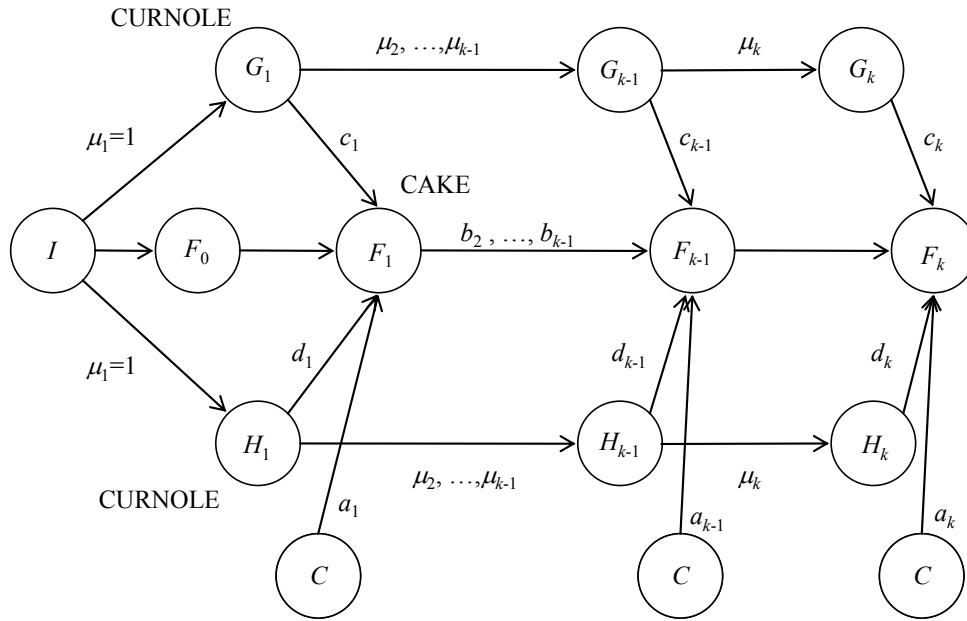 CURNOLE
μ₂, …,μₖ₋₁
μₖ
G₁
Gₖ₋₁
Gₖ
μ₁=1
c₁
cₖ₋₁
cₖ
CAKE
I
F₀
F₁
b₂ , …, bₖ₋₁
Fₖ₋₁
Fₖ
μ₁=1
d₁
dₖ₋₁
dₖ
H₁
Hₖ₋₁
Hₖ
μ₂, …,μₖ₋₁
μₖ
CURNOLE
a₁
aₖ₋₁
aₖ
C
C
C